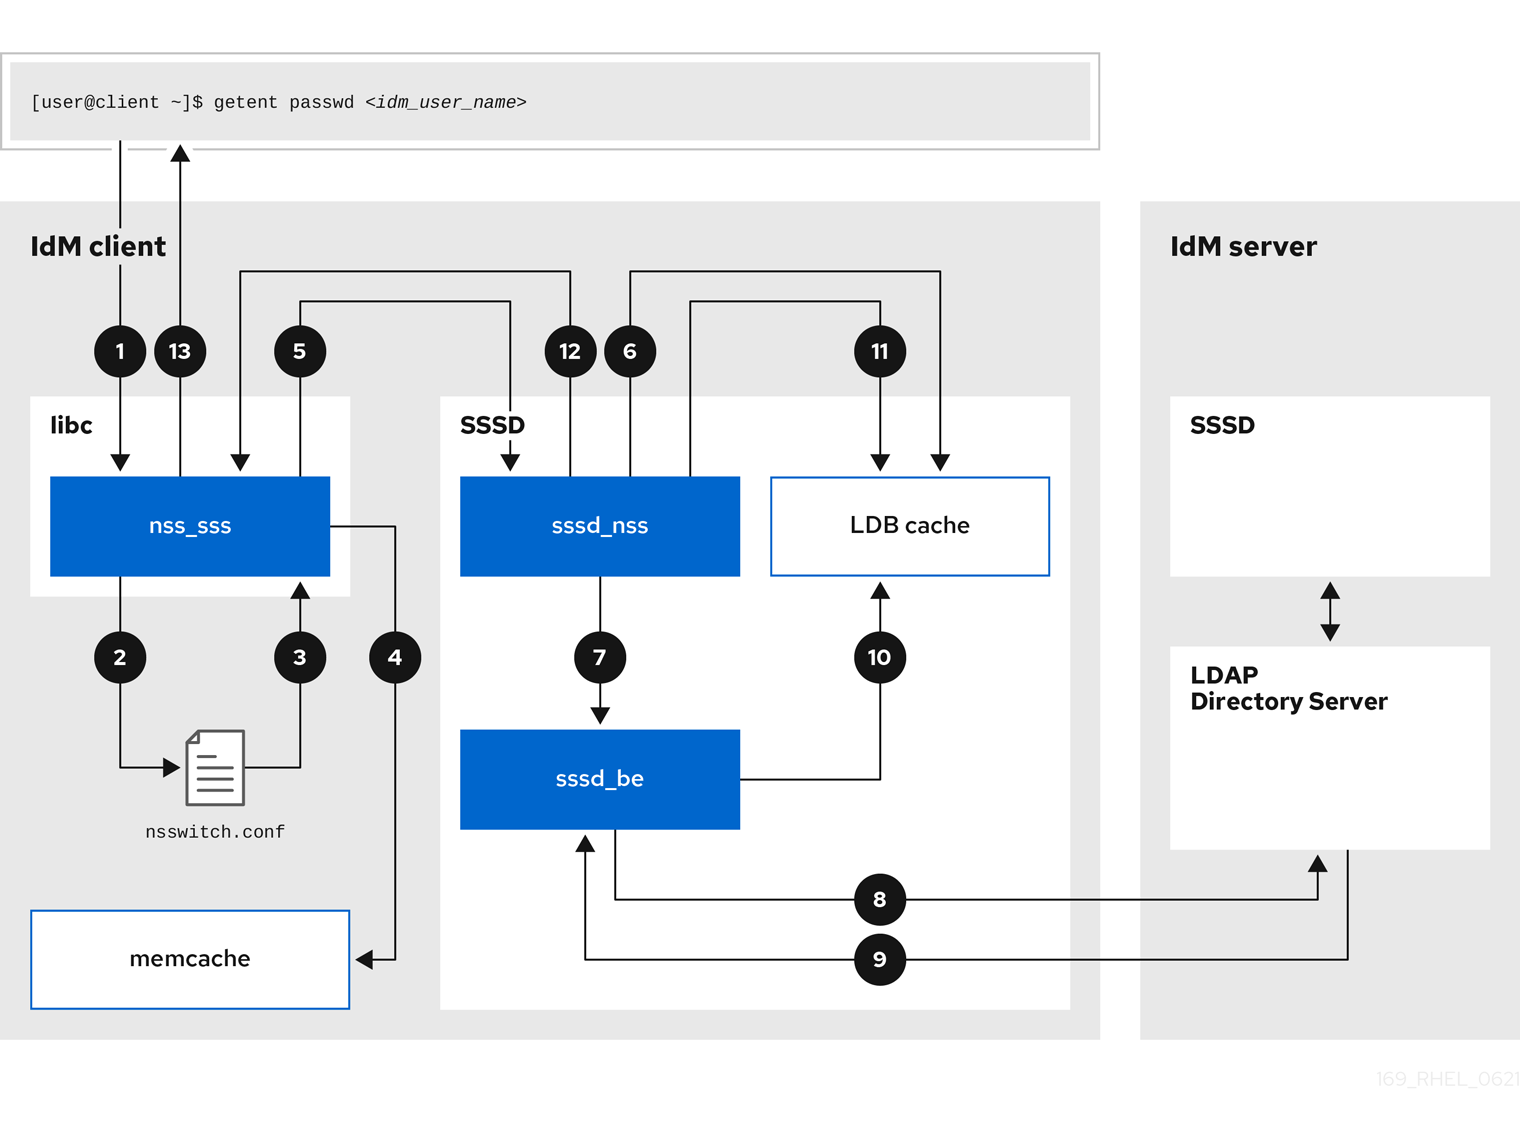 [user@client ~]$ getent passwd <idm_user_name>
IdM client
IdM server
1
13
5
12
6
11
libc
SSSD
SSSD
nss_sss
sssd_nss
LDB cache
2
3
4
7
10
LDAP
Directory Server
sssd_be
nsswitch.conf
8
memcache
9
169_RHEL_0621